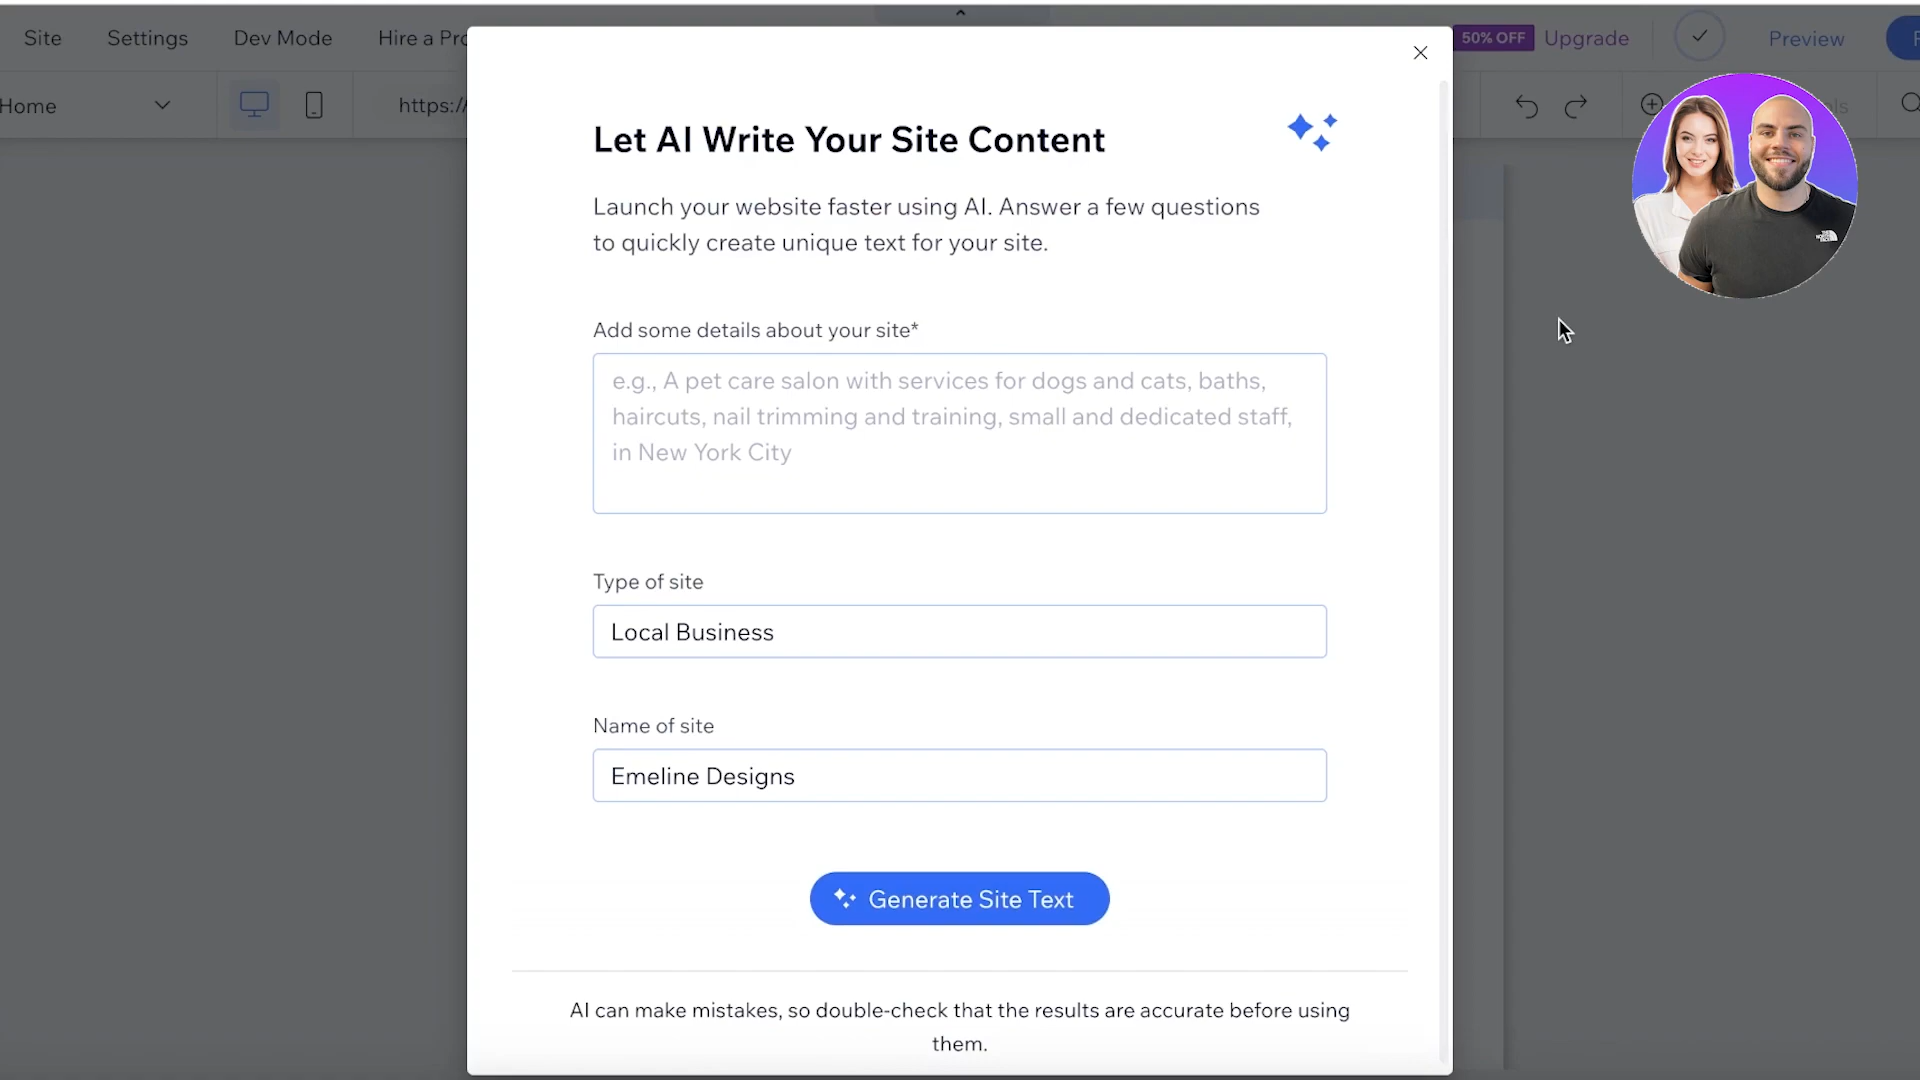 Site Settings Dev Mode Hire a Pro 50% OFF Upgrade Preview
Home https://
Let AI Write Your Site Content
Launch your website faster using AI. Answer a few questions
to quickly create unique text for your site.
Add some details about your site*
e.g., A pet care salon with services for dogs and cats, baths,
haircuts, nail trimming and training, small and dedicated staff,
in New York City
Type of site
Local Business
Name of site
Emeline Designs
Generate Site Text
AI can make mistakes, so double-check that the results are accurate before using
them.